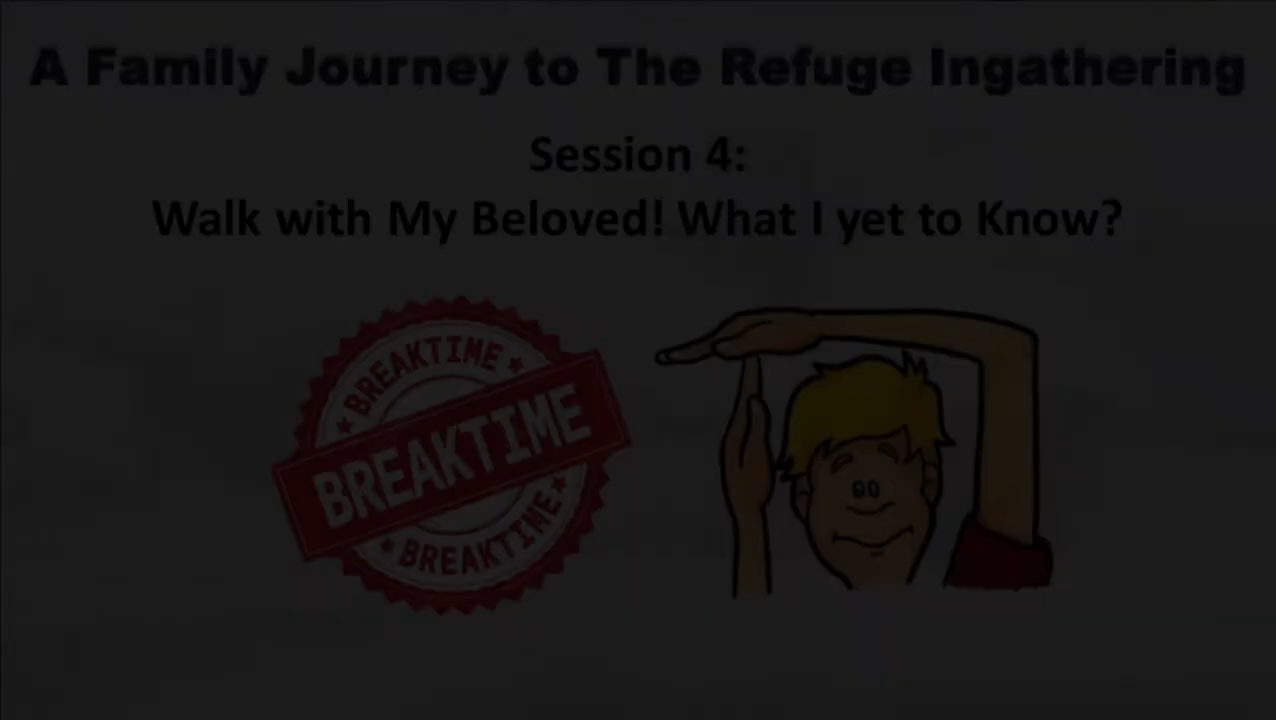 A Family Journey to The Refuge Ingathering
Session 4:
Walk with My Beloved! What I yet to Know?
BREAKTIME
BREAKTIME
BREAKTIME